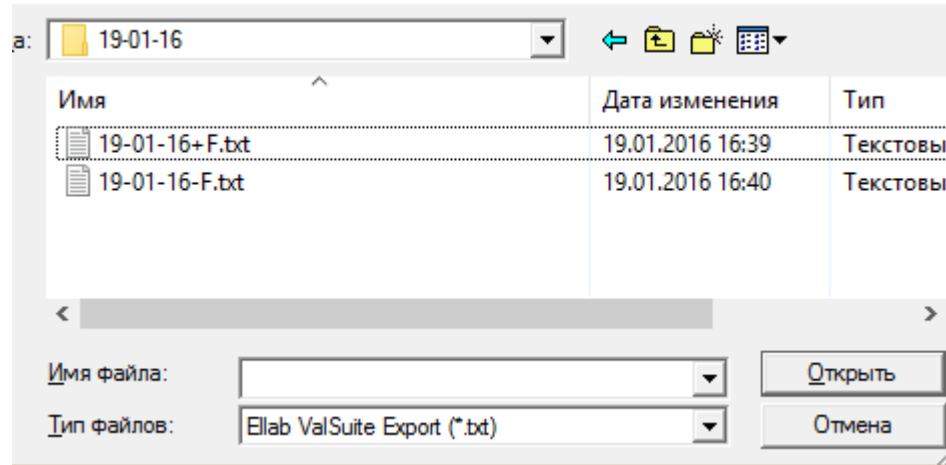 а: 19-01-16
Имя Дата изменения Тип
19-01-16+F.txt 19.01.2016 16:39 Текстовы
19-01-16-F.txt 19.01.2016 16:40 Текстовы
Имя файла: Открыть
Тип файлов: Ellab ValSuite Export (*.txt) Отмена